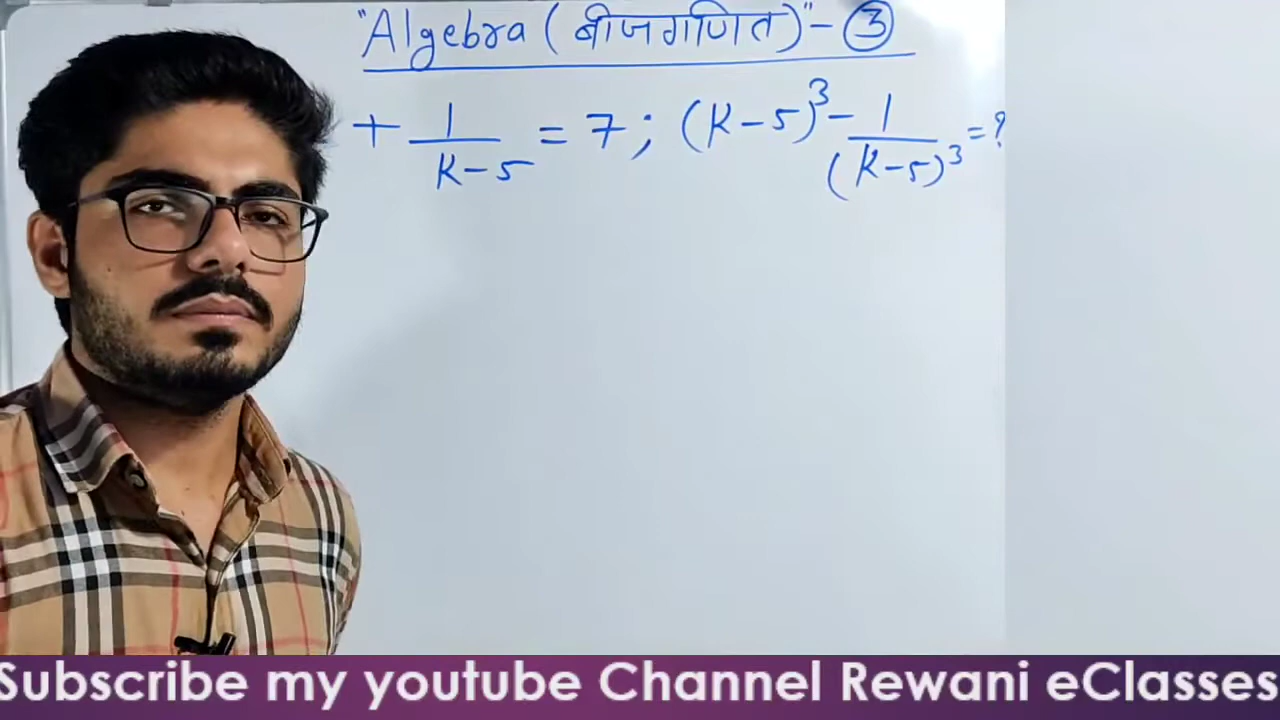 "Algebra (बीजगणित)" - ③
+ 1/(K-5) = 7 ; (K-5)³ - 1/(K-5)³ = ?
Subscribe my youtube Channel Rewani eClasses